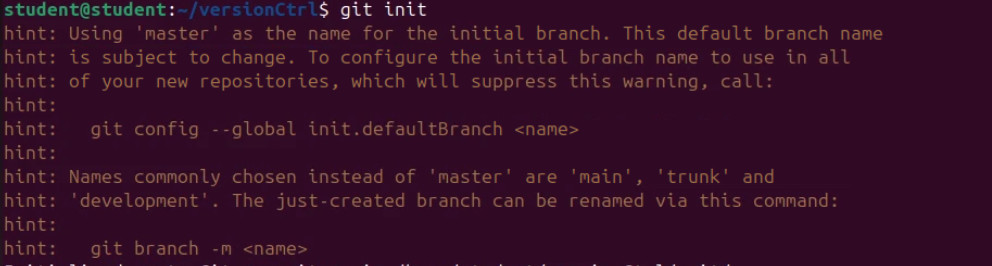 student@student:~/versionCtrl$ git init
hint: Using 'master' as the name for the initial branch. This default branch name
hint: is subject to change. To configure the initial branch name to use in all
hint: of your new repositories, which will suppress this warning, call:
hint:
hint:   git config --global init.defaultBranch <name>
hint:
hint: Names commonly chosen instead of 'master' are 'main', 'trunk' and
hint: 'development'. The just-created branch can be renamed via this command:
hint:
hint:   git branch -m <name>